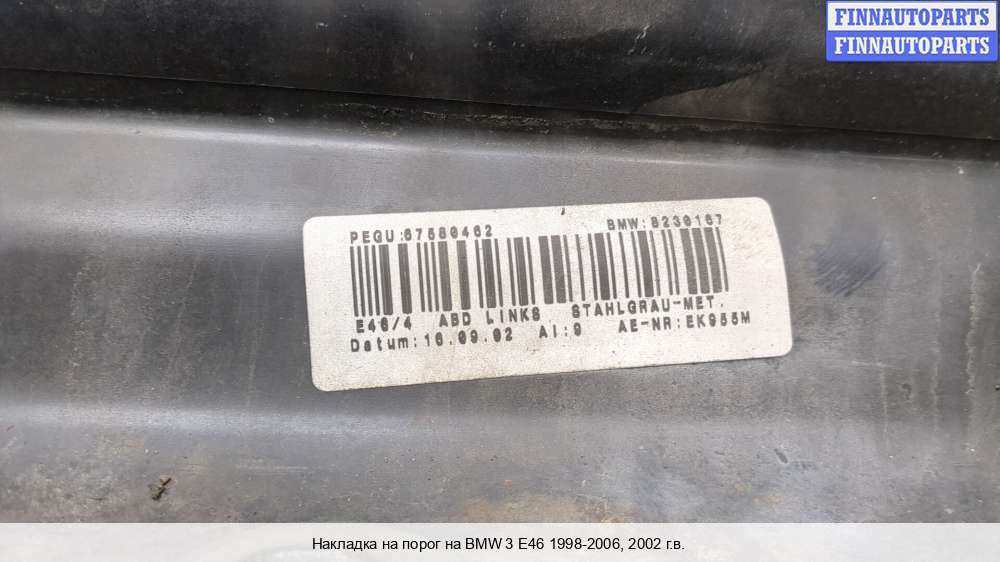 FINNAUTOPARTS
FINNAUTOPARTS
PEGU:67580462 BMW:8239167
E46/4 ABD LINKS STAHLGRAU-MET.
Datum:16.09.02 AI:9 AE-NR:EK955M
Накладка на порог на BMW 3 E46 1998-2006, 2002 г.в.